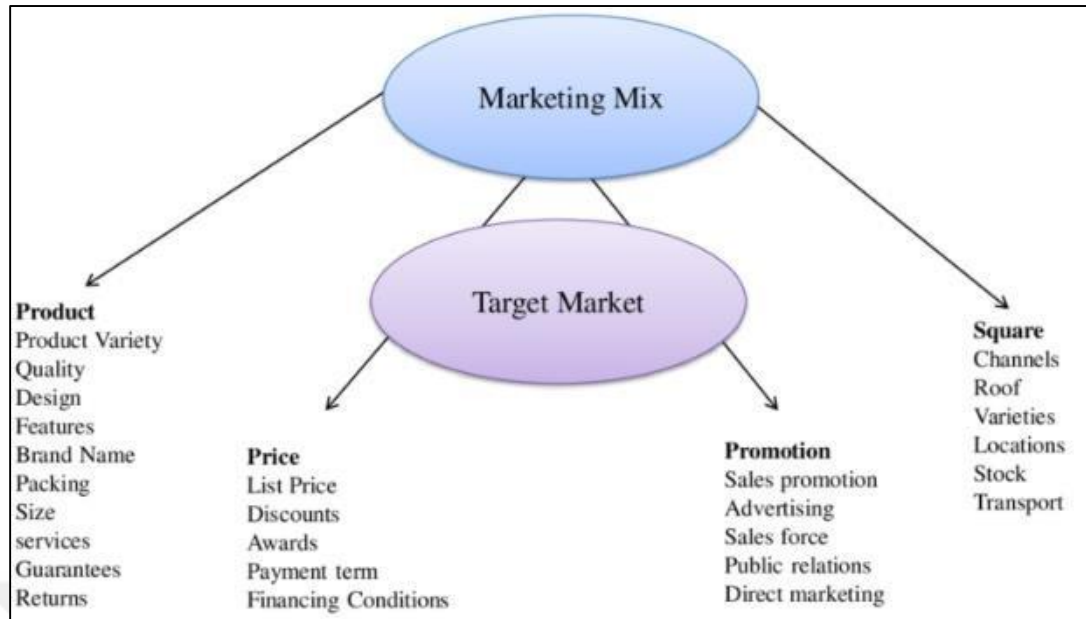 Marketing Mix
Target Market
Product
Product Variety
Quality
Design
Features
Brand Name
Packing
Size
services
Guarantees
Returns
Price
List Price
Discounts
Awards
Payment term
Financing Conditions
Promotion
Sales promotion
Advertising
Sales force
Public relations
Direct marketing
Square
Channels
Roof
Varieties
Locations
Stock
Transport